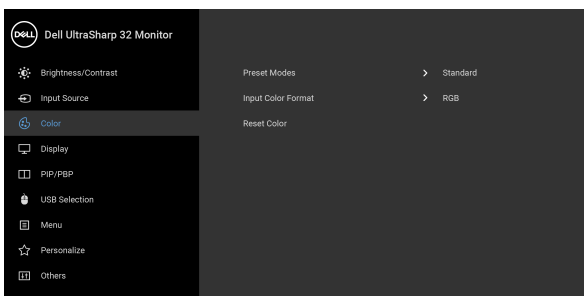 DELL Dell UltraSharp 32 Monitor
Brightness/Contrast
Input Source
Color
Display
PIP/PBP
USB Selection
Menu
Personalize
Others
Preset Modes > Standard
Input Color Format > RGB
Reset Color